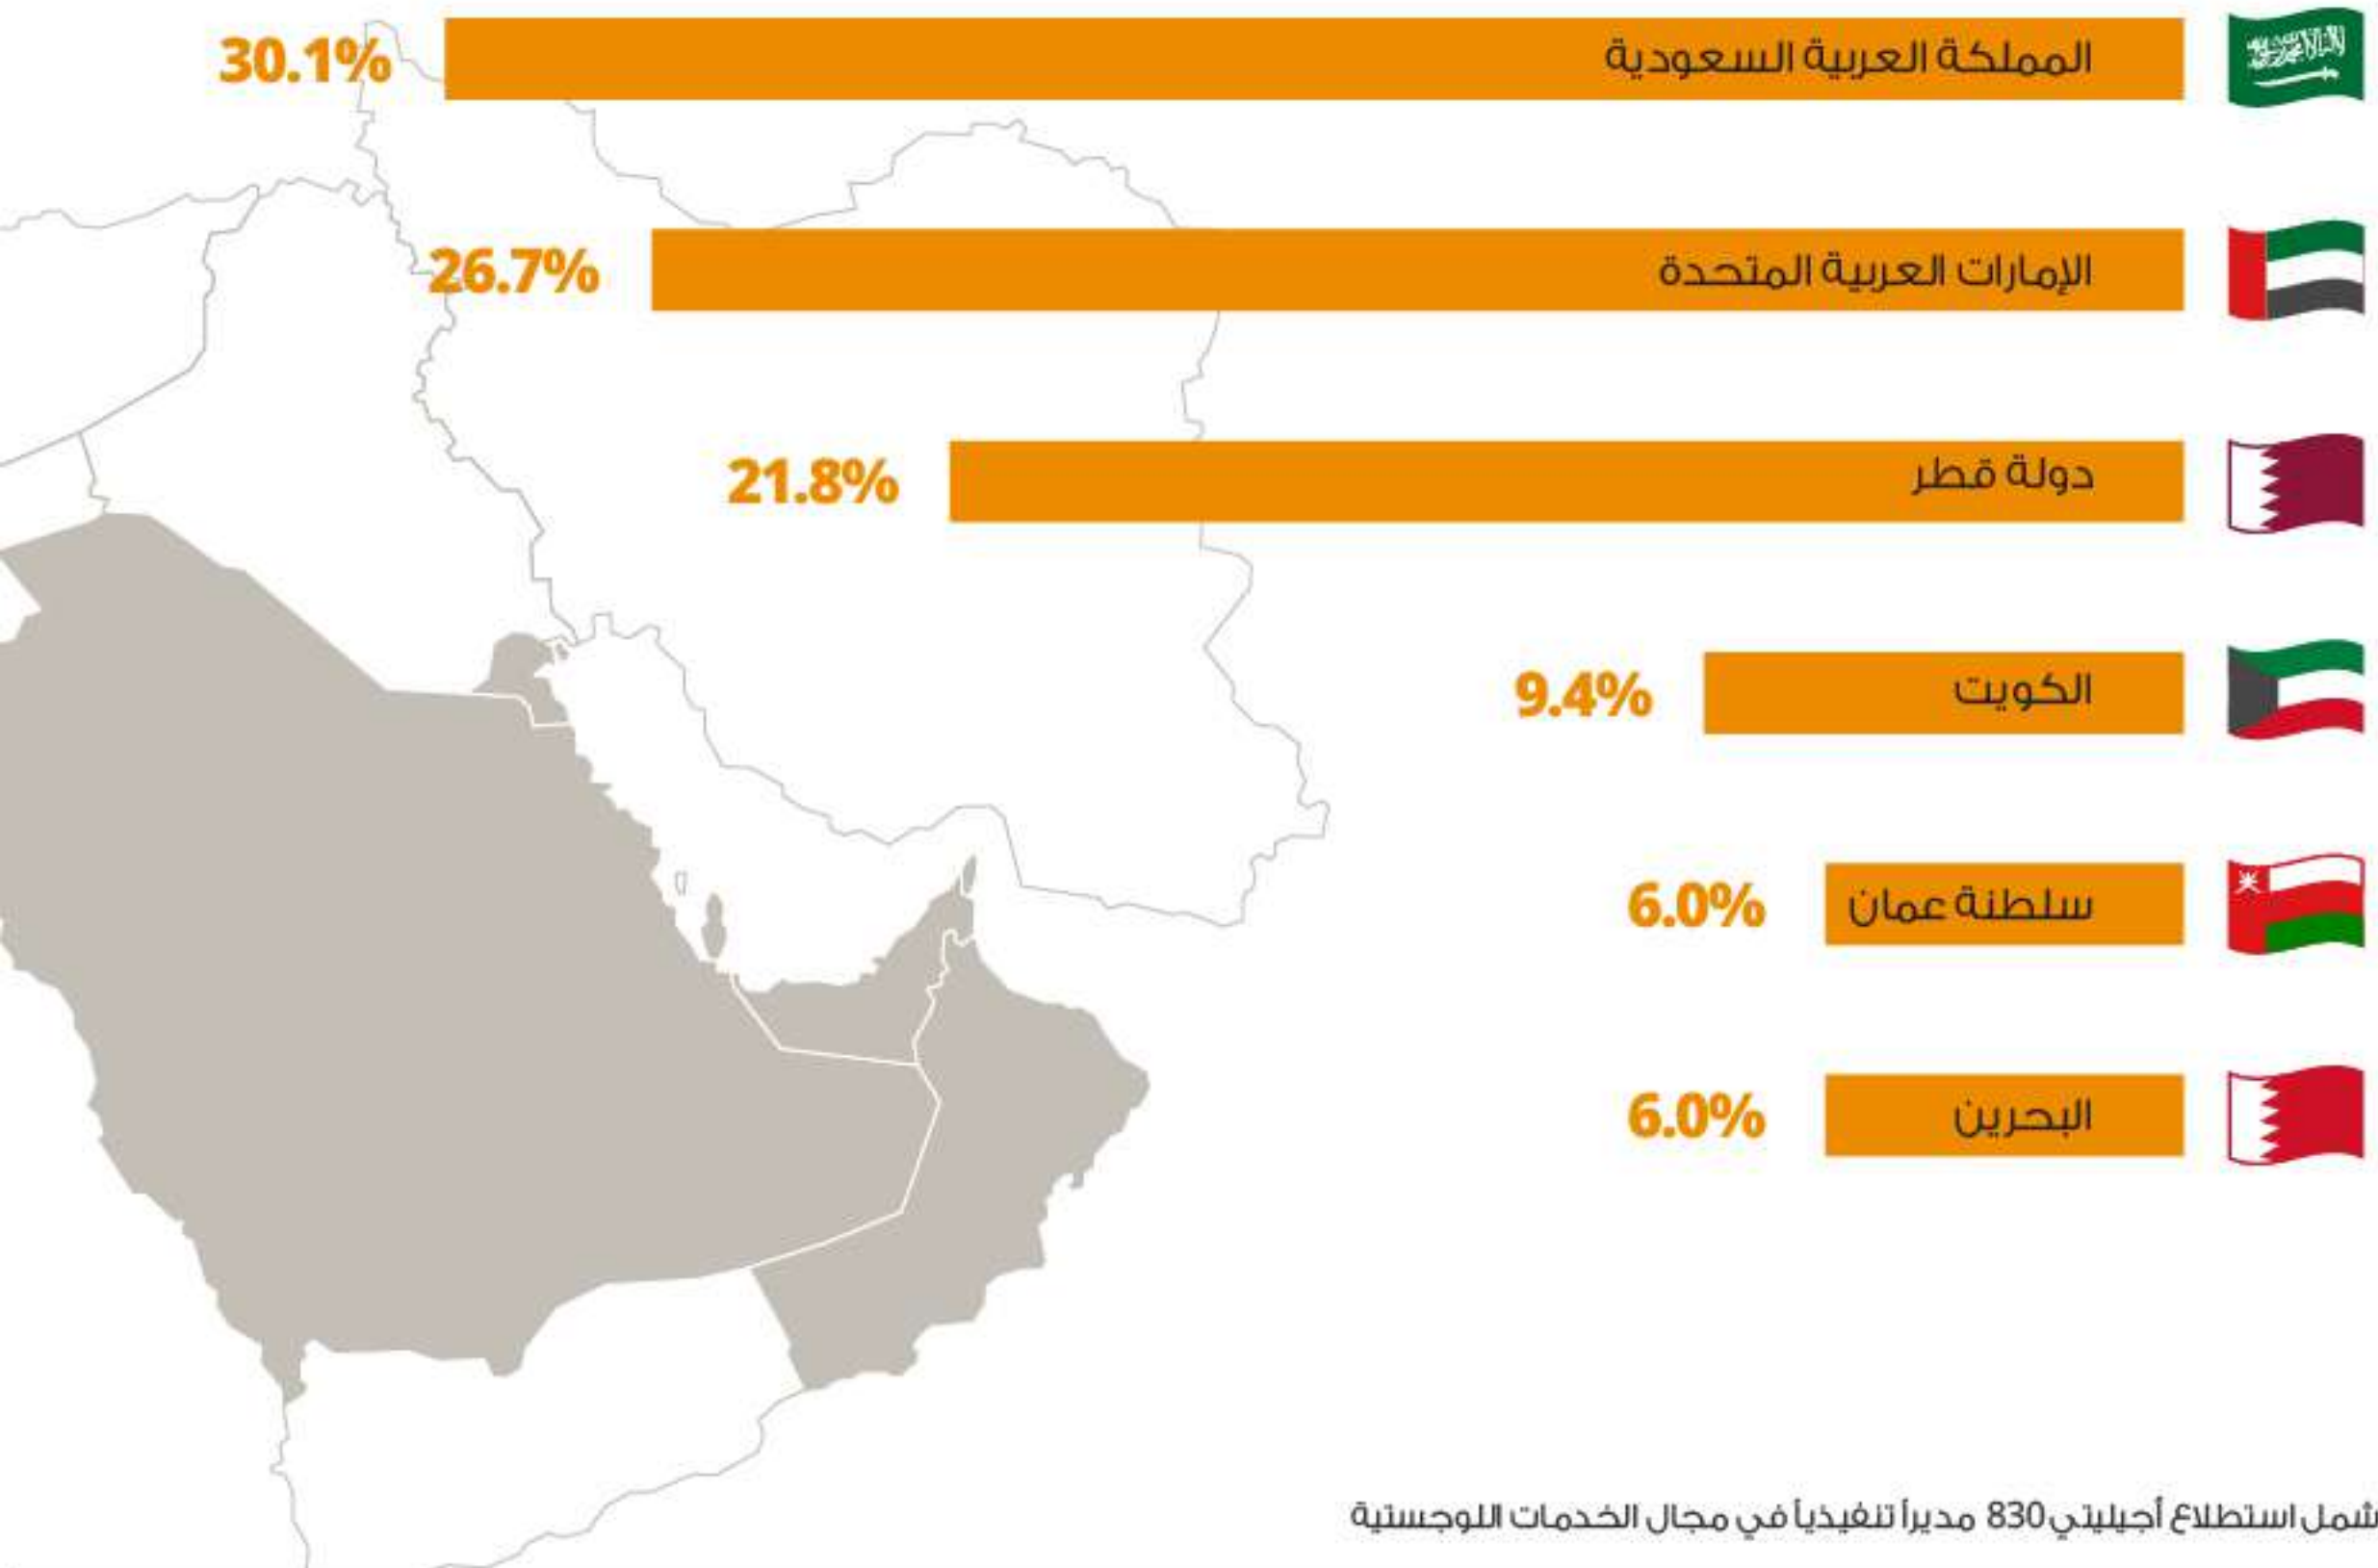 المملكة العربية السعودية 30.1%
الإمارات العربية المتحدة 26.7%
دولة قطر 21.8%
الكويت 9.4%
سلطنة عمان 6.0%
البحرين 6.0%
شمل استطلاع أجيليتي 830 مديراً تنفيذياً في مجال الخدمات اللوجستية